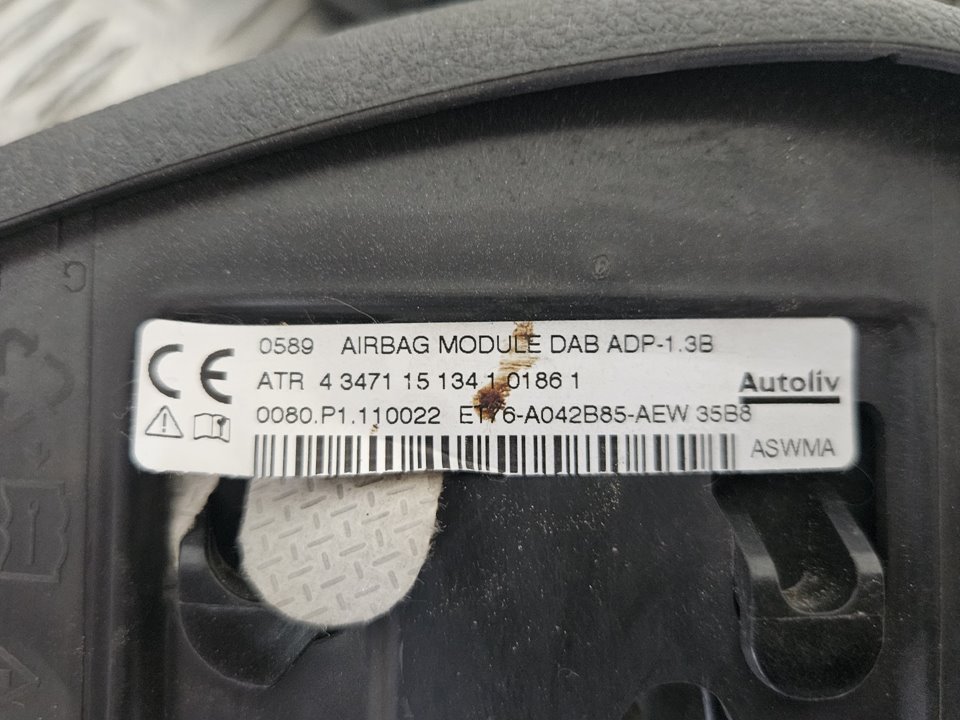 CE 0589 AIRBAG MODULE DAB ADP-1.3B
ATR 4 3471 15 134 1 0186 1
Autoliv
0080.P1.110022 ET76-A042B85-AEW 35B8
ASWMA